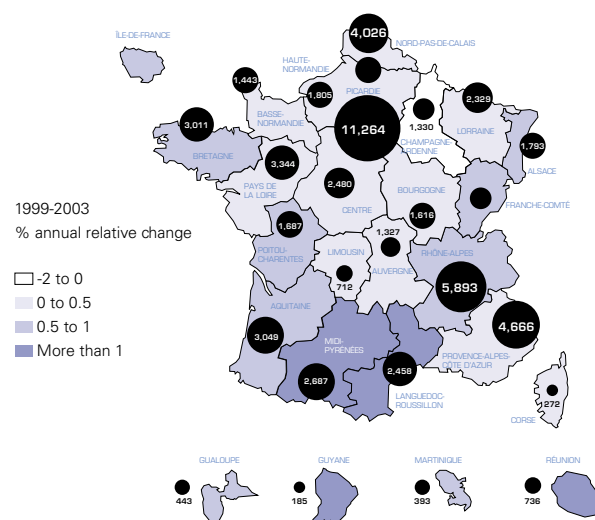 ÎLE-DE-FRANCE
4,026
NORD-PAS-DE-CALAIS
HAUTE-
NORMANDIE
1,443
1,805
PICARDIE
2,329
3,011
BASSE-
NORMANDIE
11,264
1,330
LORRAINE
CHAMPAGNE-
ARDENNE
1,793
BRETAGNE
3,344
ALSACE
PAYS DE
LA LOIRE
2,480
BOURGOGNE
CENTRE
1,616
FRANCHE-COMTÉ
1999-2003
% annual relative change
-2 to 0
0 to 0.5
0.5 to 1
More than 1
1,687
1,327
POITOU-
CHARENTES
LIMOUSIN
712
AUVERGNE
RHÔNE-ALPES
5,893
AQUITAINE
3,049
MIDI-
PYRÉNÉES
4,666
PROVENCE-ALPES-
CÔTE D'AZUR
2,687
2,458
LANGUEDOC-
ROUSSILLON
272
CORSE
GUALOUPE
443
GUYANE
185
MARTINIQUE
393
RÉUNION
736